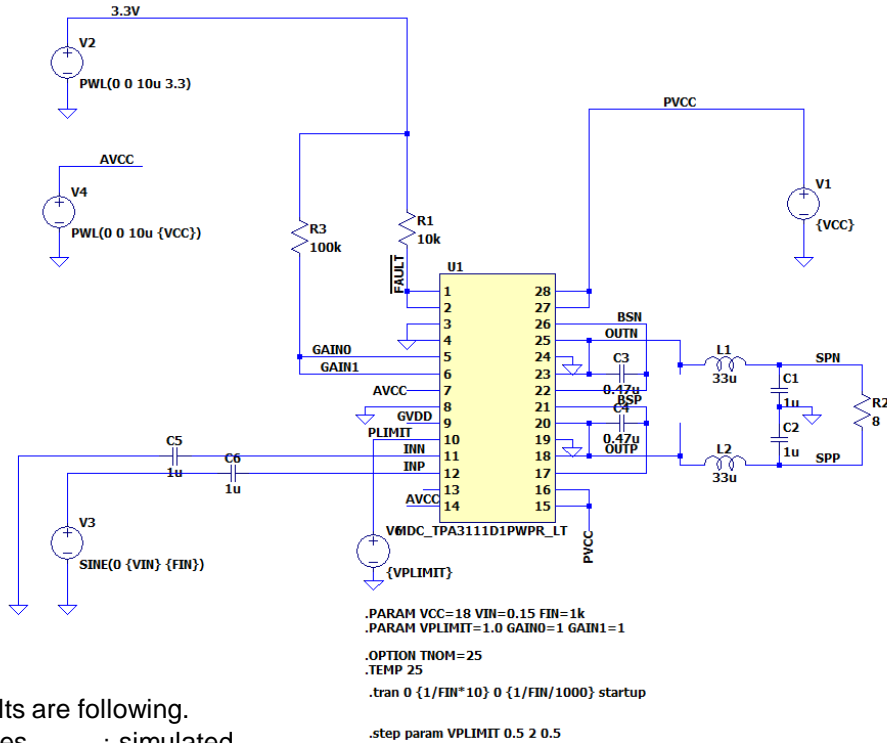 3.3V
V2
PWL(0 0 10u 3.3)
PVCC
AVCC
V4
PWL(0 0 10u {VCC})
V1
{VCC}
R3
100k
R1
10k
FAULT
U1
1
2
3
4
5
6
7
8
9
10
11
12
13
14
28
27
26
25
24
23
22
21
20
19
18
17
16
15
GAIN0
GAIN1
AVCC
GVDD
PLIMIT
INN
INP
AVCC
BSN
OUTN
C3
0.47u
BSP
C4
0.47u
OUTP
PVCC
L1
33u
SPN
C1
1u
R2
8
C2
1u
L2
33u
SPP
C5
1u
C6
1u
V3
SINE(0 {VIN} {FIN})
MDC_TPA3111D1PWPR_LT
{VPLIMIT}
.PARAM VCC=18 VIN=0.15 FIN=1k
.PARAM VPLIMIT=1.0 GAIN0=1 GAIN1=1
.OPTION TNOM=25
.TEMP 25
.tran 0 {1/FIN*10} 0 {1/FIN/1000} startup
.step param VPLIMIT 0.5 2 0.5
lts are following.
: simulated